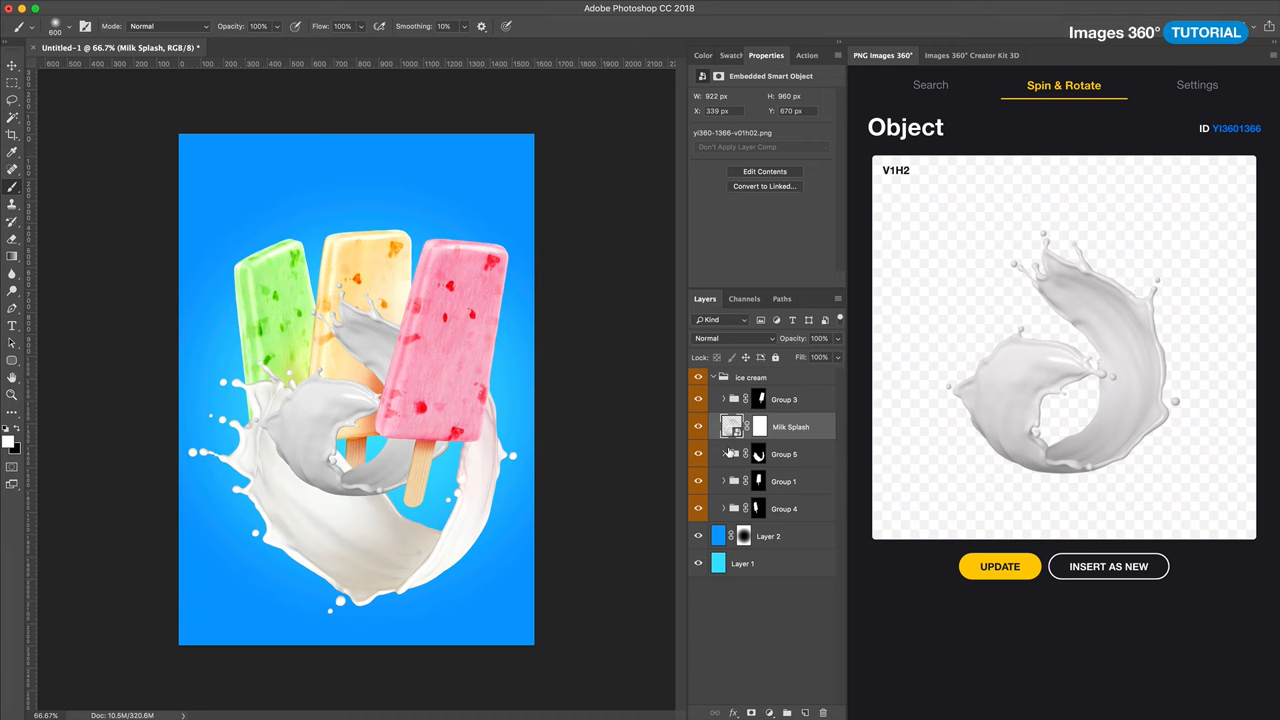 Adobe Photoshop CC 2018
600
Mode: Normal
Opacity: 100%
Flow: 100%
Smoothing: 10%
Images 360° TUTORIAL
Untitled-1 @ 66.7% (Milk Splash, RGB/8) *
Color
Swatch
Properties
Action
PNG Images 360°
Images 360° Creator Kit 3D
Embedded Smart Object
W: 922 px
H: 960 px
X: 339 px
Y: 670 px
yi360-1366-v01h02.png
Don't Apply Layer Comp
Edit Contents
Convert to Linked...
Search
Spin & Rotate
Settings
Object
ID YI3601366
V1H2
Layers
Channels
Paths
Kind
Normal
Opacity: 100%
Lock:
Fill: 100%
ice cream
Group 3
Milk Splash
Group 5
Group 1
Group 4
Layer 2
Layer 1
UPDATE
INSERT AS NEW
66.67%
Doc: 10.5M/320.6M